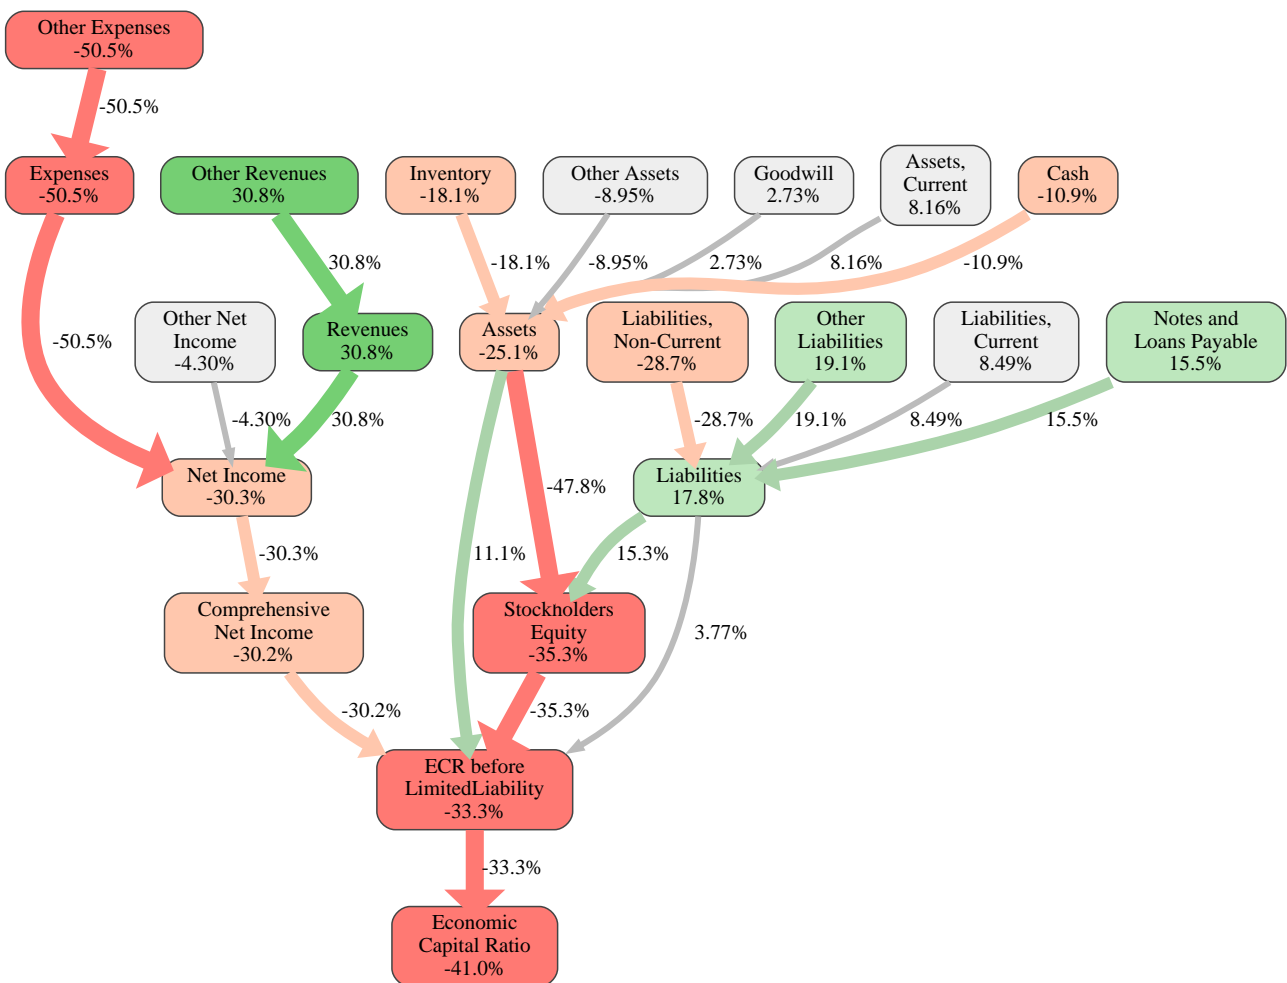 Other Expenses
-50.5%
-50.5%
Expenses
-50.5%
Other Revenues
30.8%
Inventory
-18.1%
Other Assets
-8.95%
Goodwill
2.73%
Assets,
Current
8.16%
Cash
-10.9%
30.8%
-18.1%
-8.95%
2.73%
8.16%
-10.9%
-50.5%
Other Net
Income
-4.30%
Revenues
30.8%
Assets
-25.1%
Liabilities,
Non-Current
-28.7%
Other
Liabilities
19.1%
Liabilities,
Current
8.49%
Notes and
Loans Payable
15.5%
-4.30%
30.8%
-28.7%
19.1%
8.49%
15.5%
Net Income
-30.3%
-47.8%
Liabilities
17.8%
-30.3%
11.1%
15.3%
3.77%
Comprehensive
Net Income
-30.2%
Stockholders
Equity
-35.3%
-30.2%
-35.3%
ECR before
LimitedLiability
-33.3%
-33.3%
Economic
Capital Ratio
-41.0%